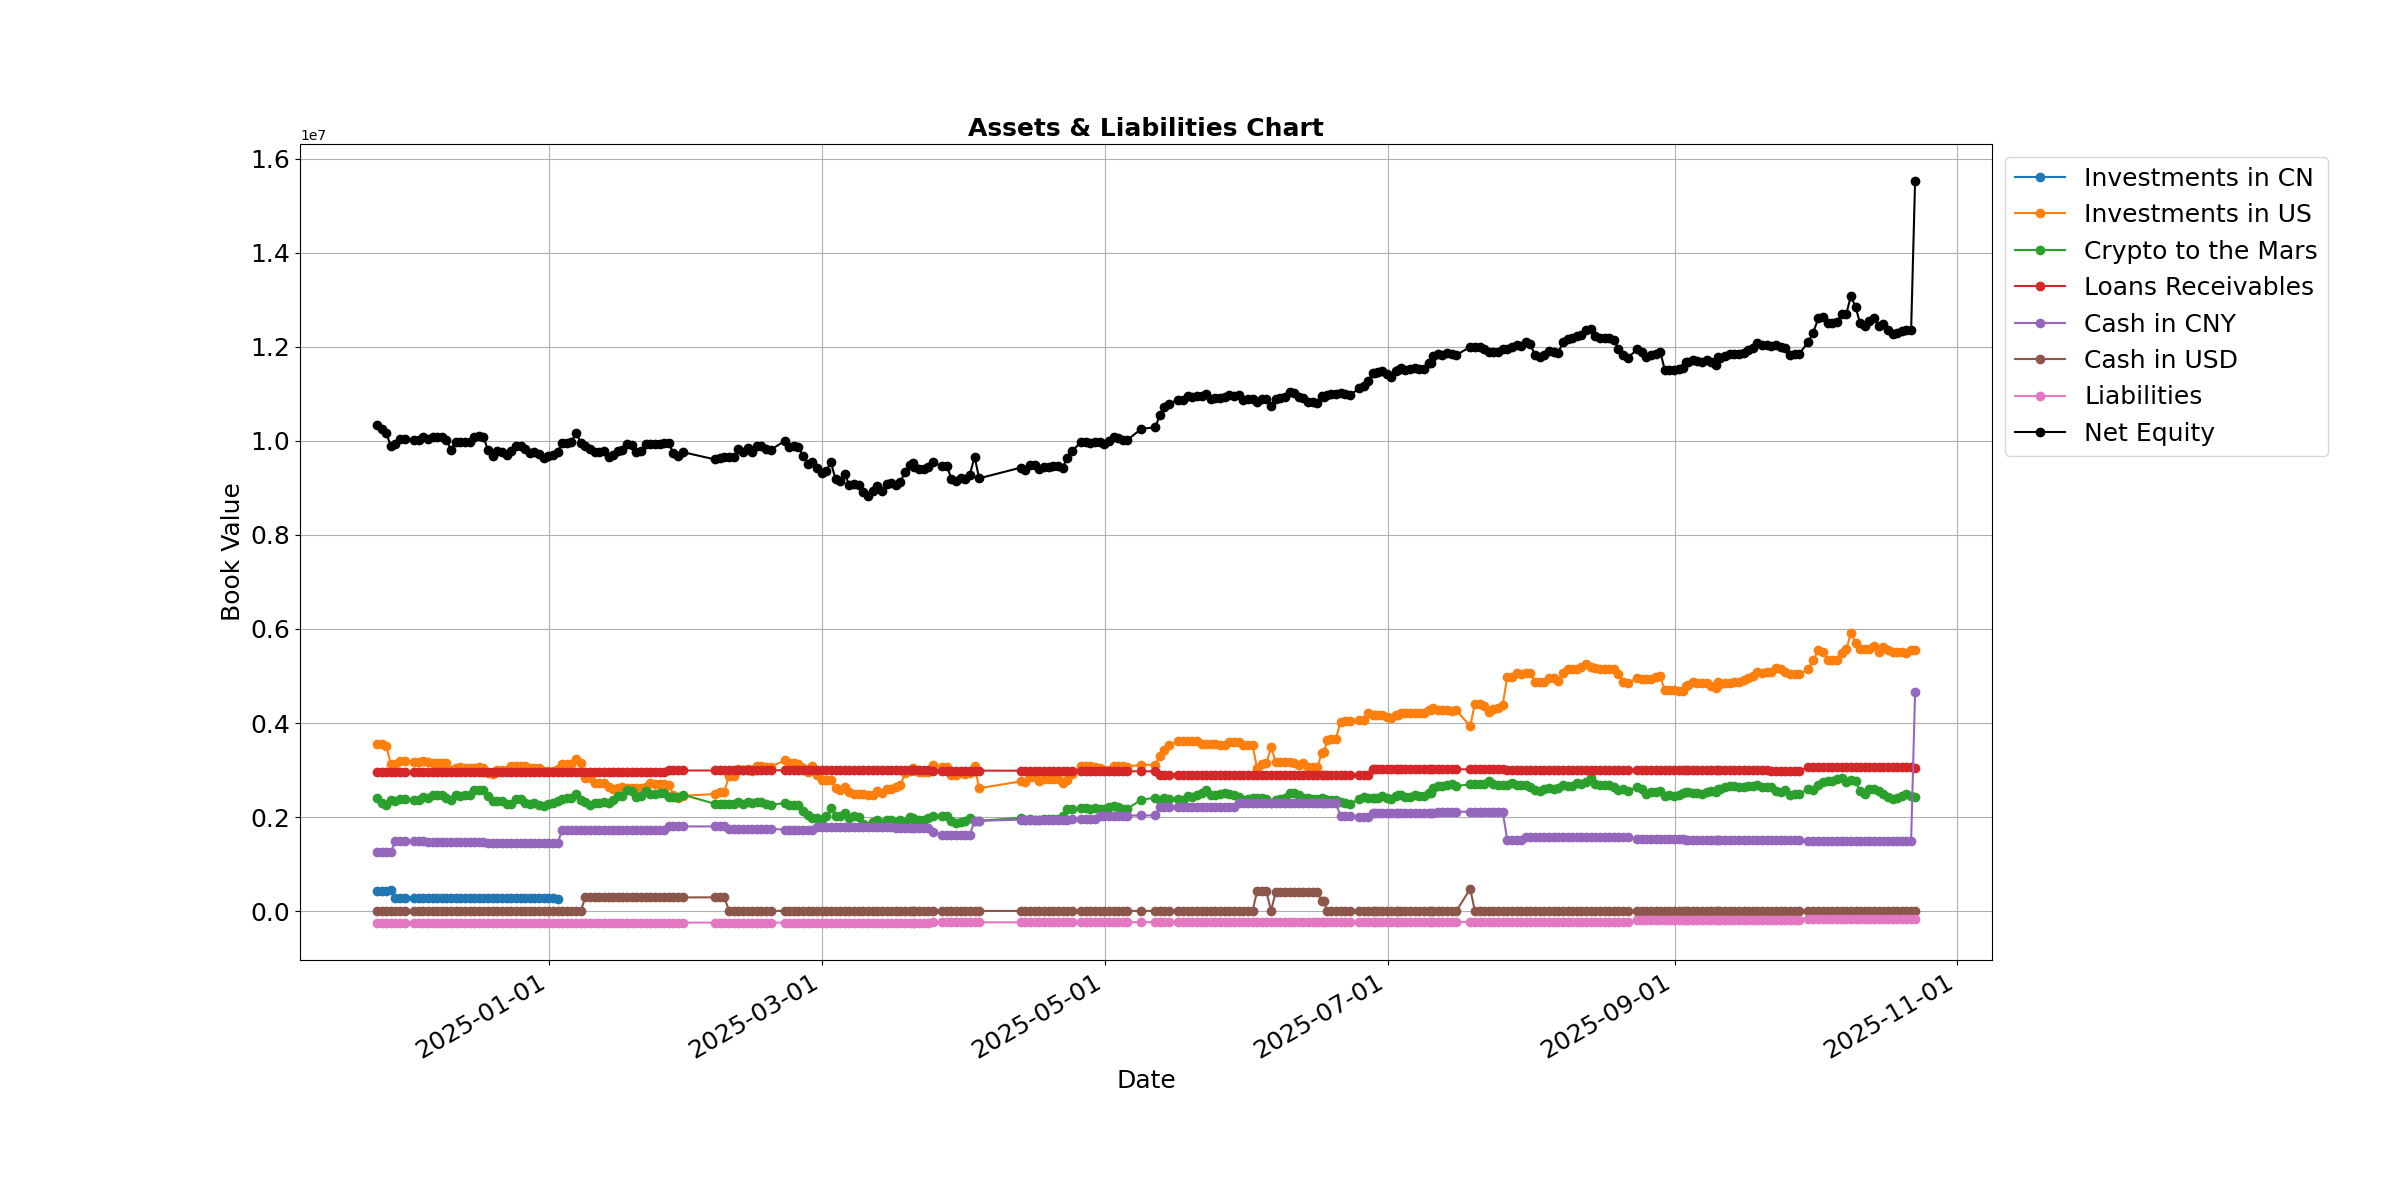 Assets & Liabilities Chart
1e7
1.6
1.4
1.2
1.0
0.8
0.6
0.4
0.2
0.0
Book Value
2025-01-01
2025-03-01
2025-05-01
2025-07-01
2025-09-01
2025-11-01
Date
Investments in CN
Investments in US
Crypto to the Mars
Loans Receivables
Cash in CNY
Cash in USD
Liabilities
Net Equity